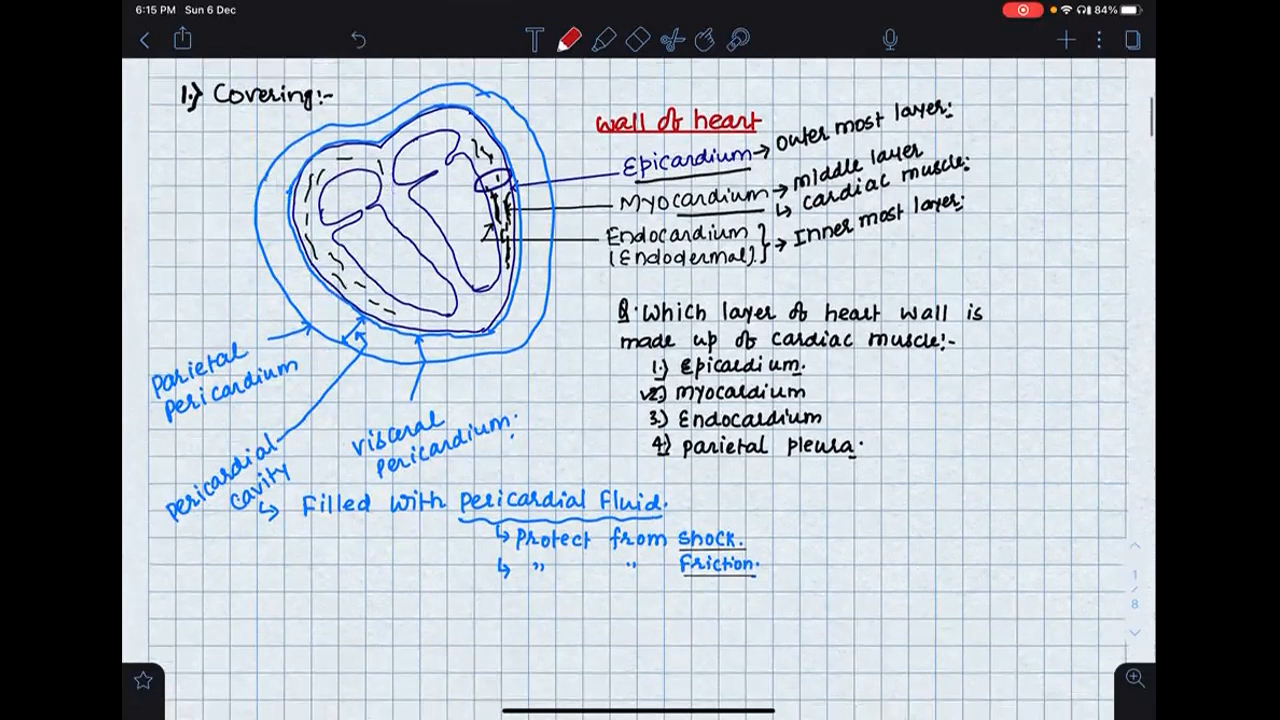 6:15 PM Sun 6 Dec
84%
1.) Covering:-
wall of heart
Epicardium → outer most layer:
Myocardium → middle layer
↳ cardiac muscle:
Endocardium
(Endodermal). } → Inner most layer:
Q. Which layer of heart wall is
made up of cardiac muscle:-
1.) Epicardium.
✓2.) Myocardium
3.) Endocardium
4.) parietal pleura.
parietal
pericardium
pericardial
cavity
visceral
pericardium:
↳ Filled with pericardial Fluid.
↳ protect from shock.
↳ " " Friction.
1
/
8